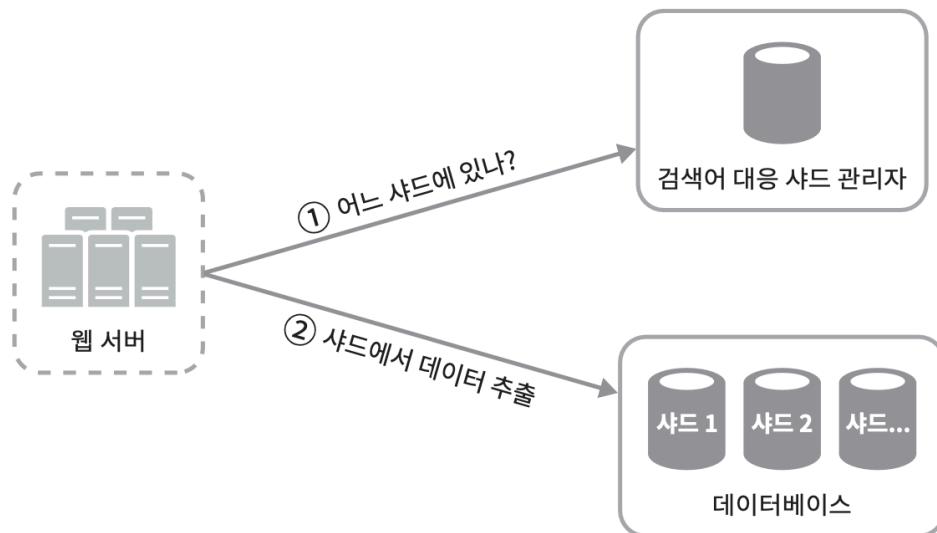 ① 어느 샤드에 있나?
검색어 대응 샤드 관리자
웹 서버
② 샤드에서 데이터 추출
샤드 1
샤드 2
샤드...
데이터베이스